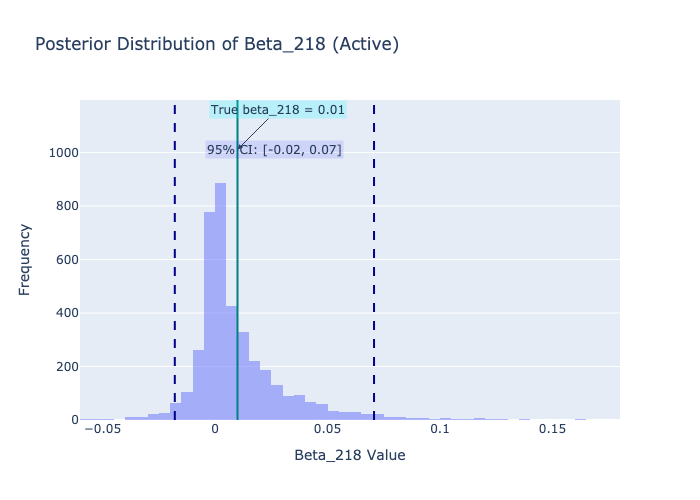 Posterior Distribution of Beta_218 (Active)
True beta_218 = 0.01
95% CI: [-0.02, 0.07]
1000
800
600
400
200
0
Frequency
−0.05 0 0.05 0.1 0.15
Beta_218 Value